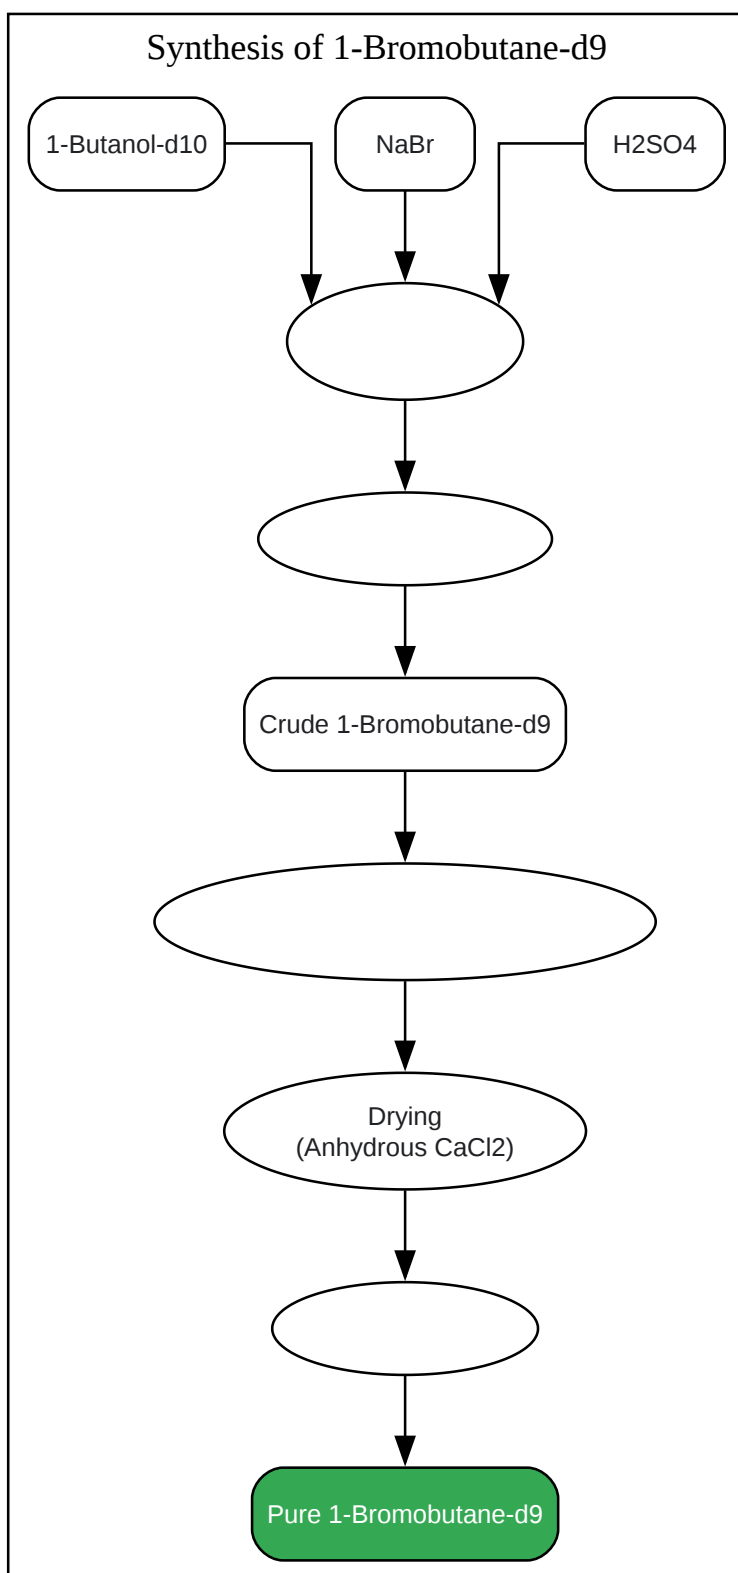 Synthesis of 1-Bromobutane-d9
1-Butanol-d10
NaBr
H2SO4
Crude 1-Bromobutane-d9
Drying
(Anhydrous CaCl2)
Pure 1-Bromobutane-d9